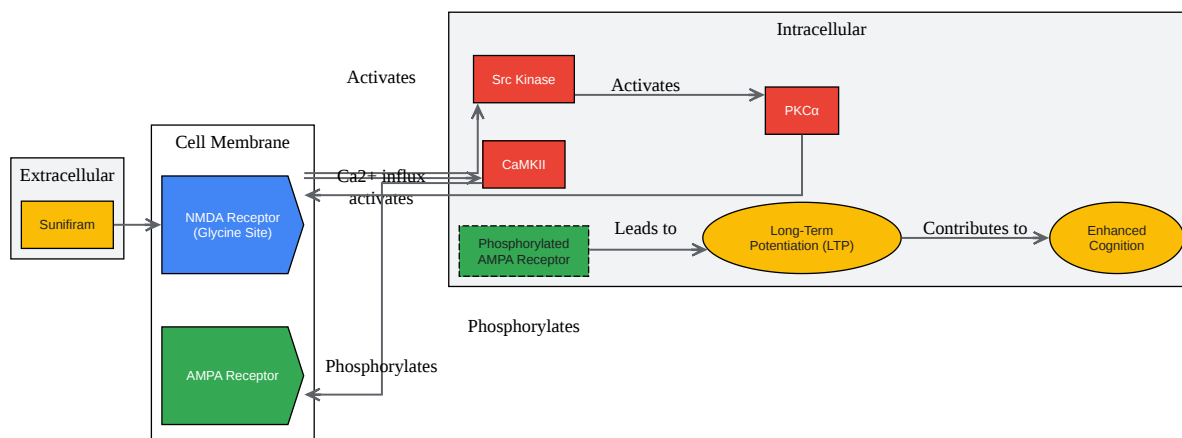 Intracellular
Activates
Src Kinase
Activates
PKCα
Cell Membrane
CaMKII
Extracellular
Ca2+ influx
activates
Sunifiram
NMDA Receptor
(Glycine Site)
Phosphorylated
AMPA Receptor
Leads to
Long-Term
Potentiation (LTP)
Contributes to
Enhanced
Cognition
Phosphorylates
Phosphorylates
AMPA Receptor